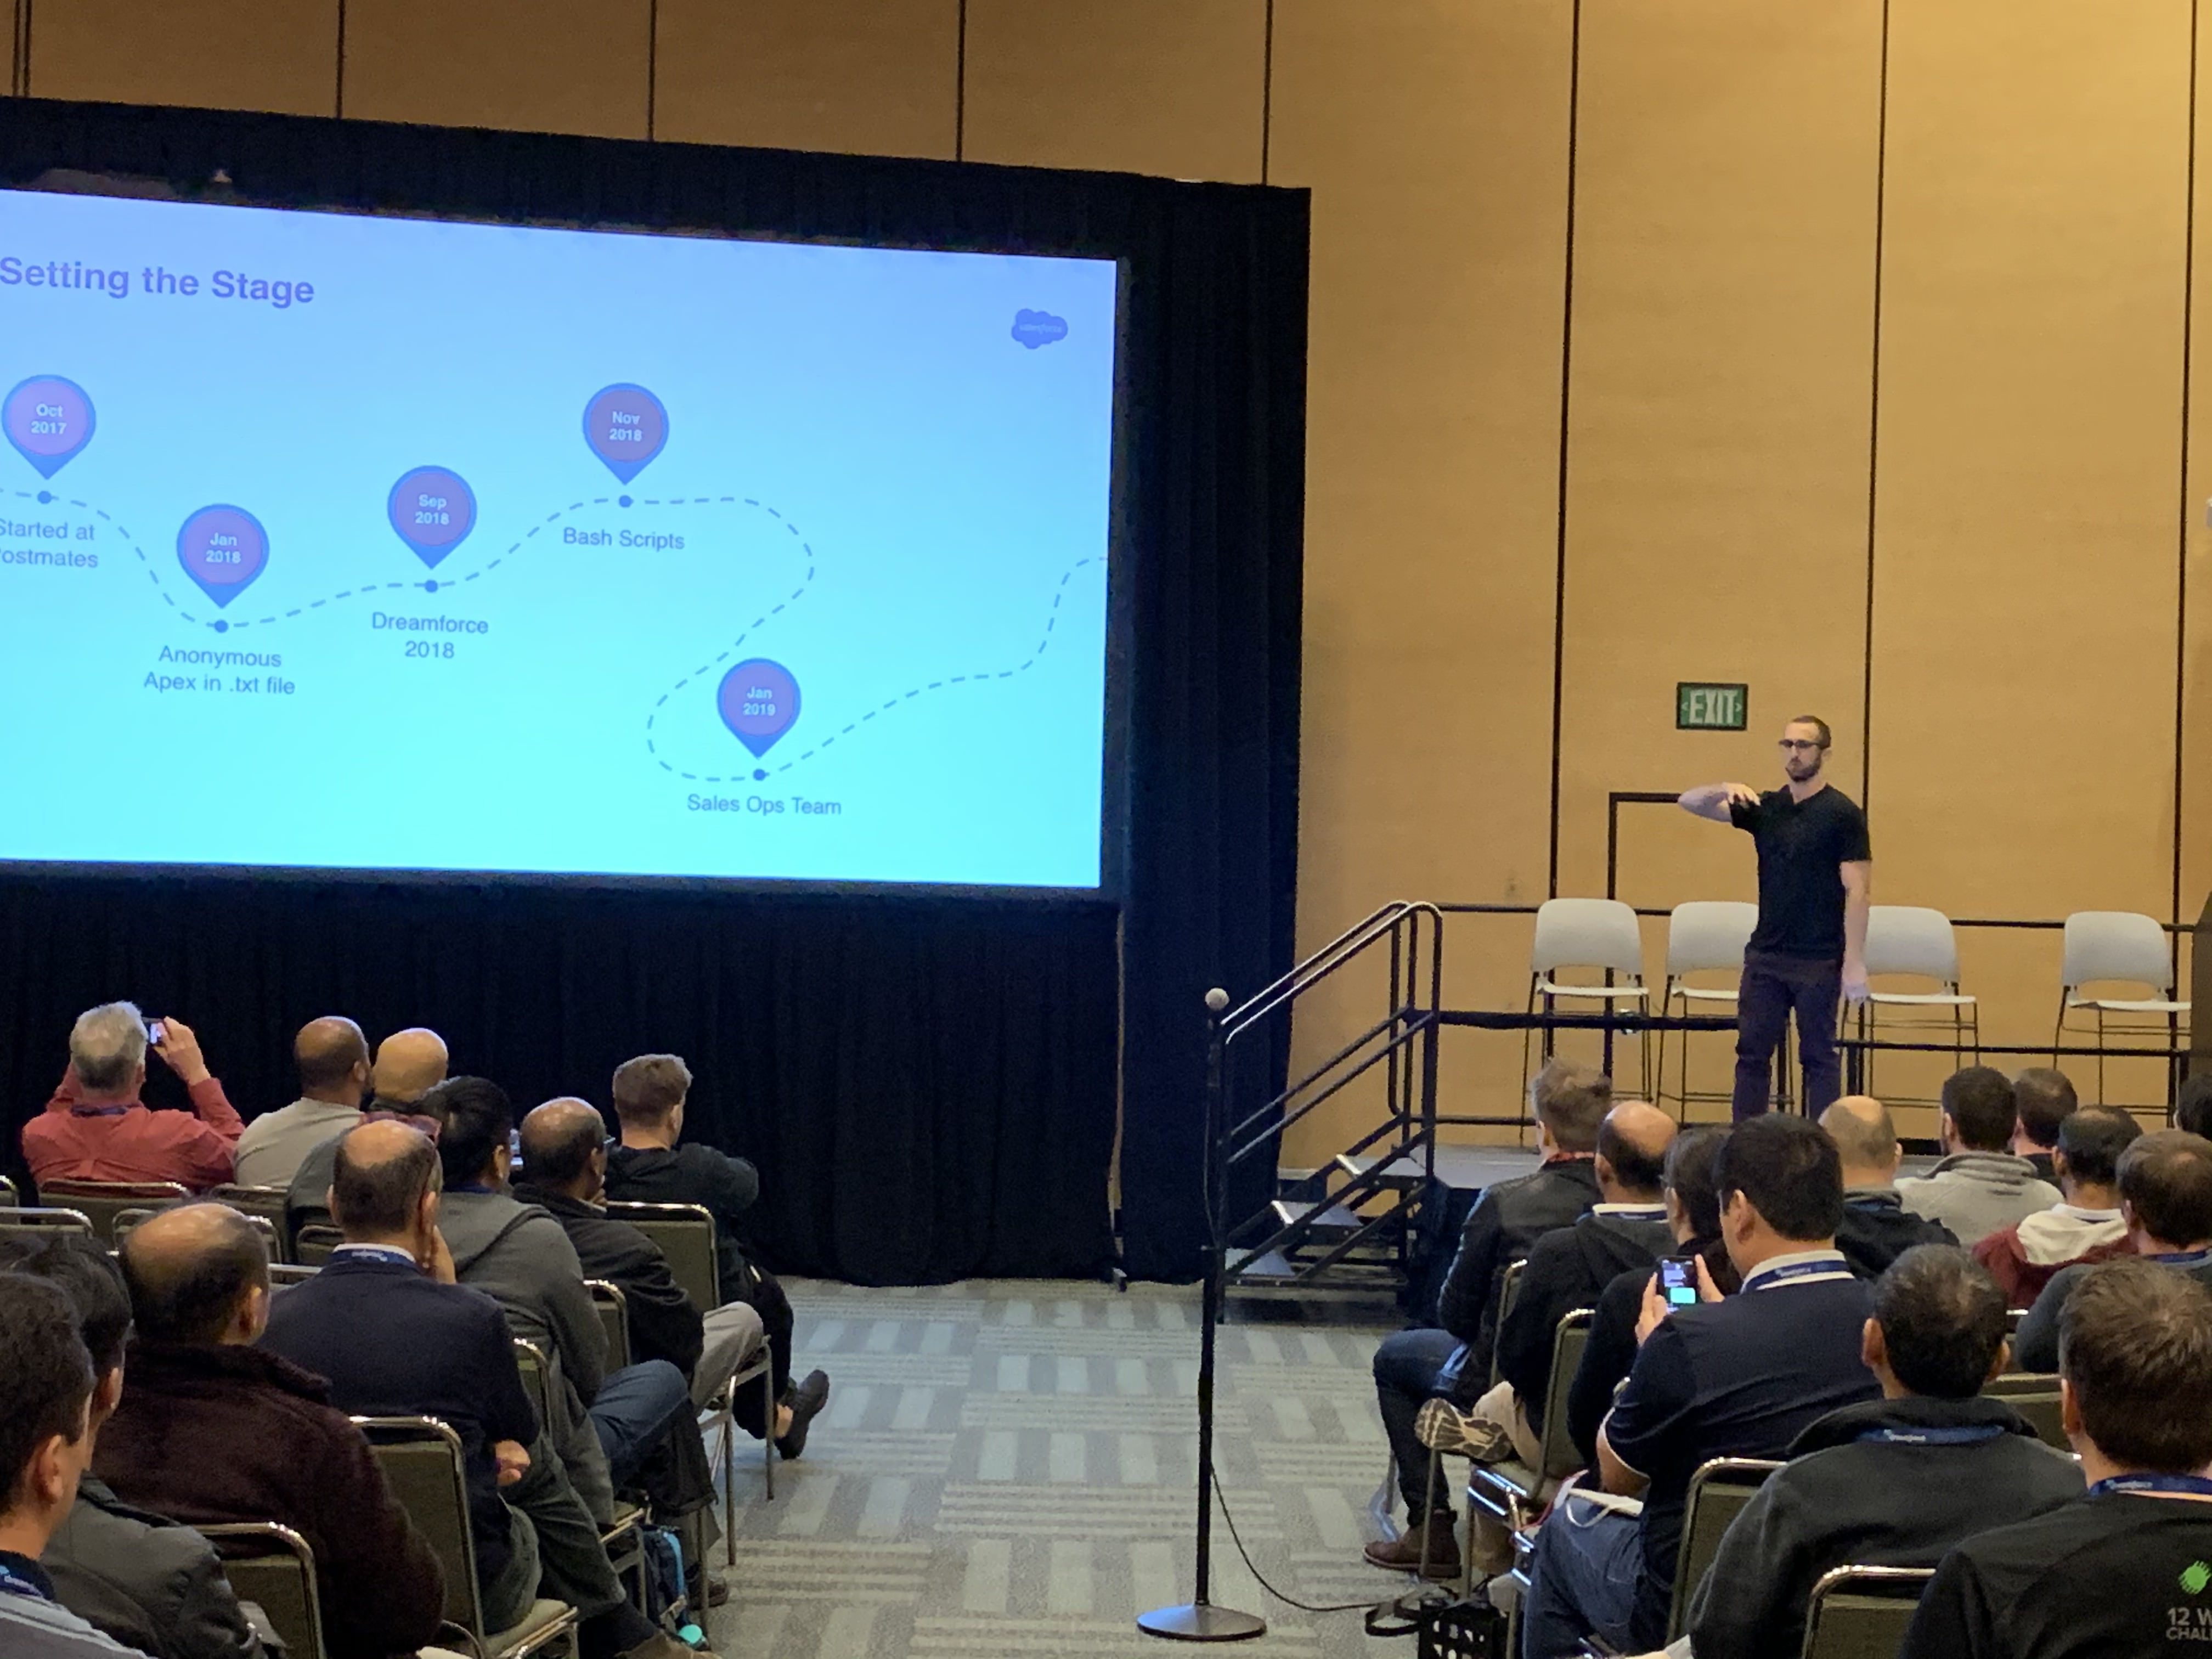 Setting the Stage
salesforce
Oct
2017
Started at
ostmates
Jan
2018
Anonymous
Apex in .txt file
Sep
2018
Dreamforce
2018
Nov
2018
Bash Scripts
Jan
2019
Sales Ops Team
<EXIT>
12 W
CHAL